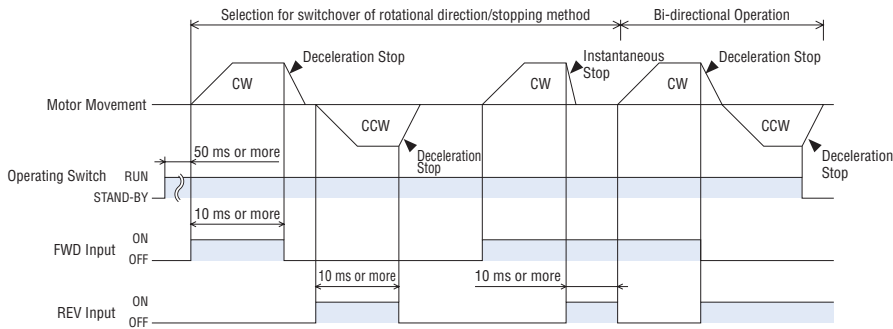 Selection for switchover of rotational direction/stopping method
Bi-directional Operation
Deceleration Stop
Instantaneous
Stop
Deceleration Stop
CW
CW
CW
Motor Movement
CCW
CCW
50 ms or more
Deceleration
Stop
Deceleration
Stop
Operating Switch
RUN
STAND-BY
10 ms or more
ON
FWD Input
OFF
10 ms or more
10 ms or more
ON
REV Input
OFF